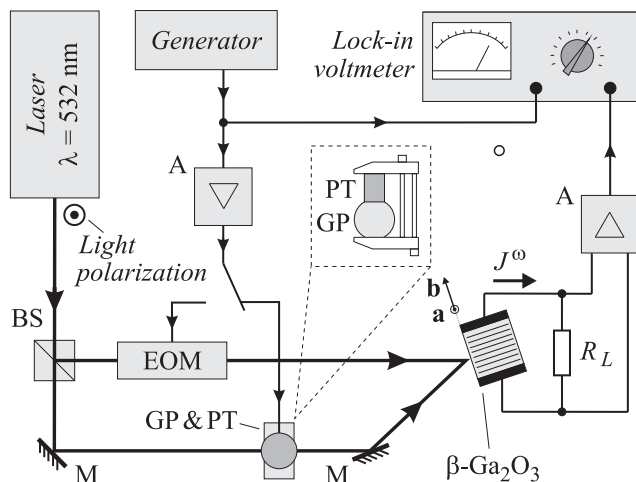 Laser
λ = 532 nm
Generator
Lock-in
voltmeter
A
PT
GP
A
Light
polarization
J^ω
b
a
BS
EOM
R_L
GP & PT
M
M
β-Ga₂O₃